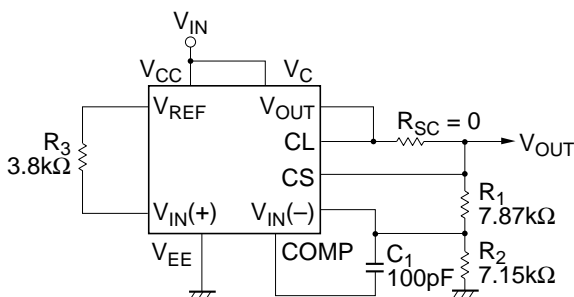 VIN
VCC
VC
VREF
VOUT
RSC = 0
R3
3.8kΩ
CL
VOUT
CS
R1
7.87kΩ
VIN(+)
VIN(–)
VEE
COMP
C1
100pF
R2
7.15kΩ